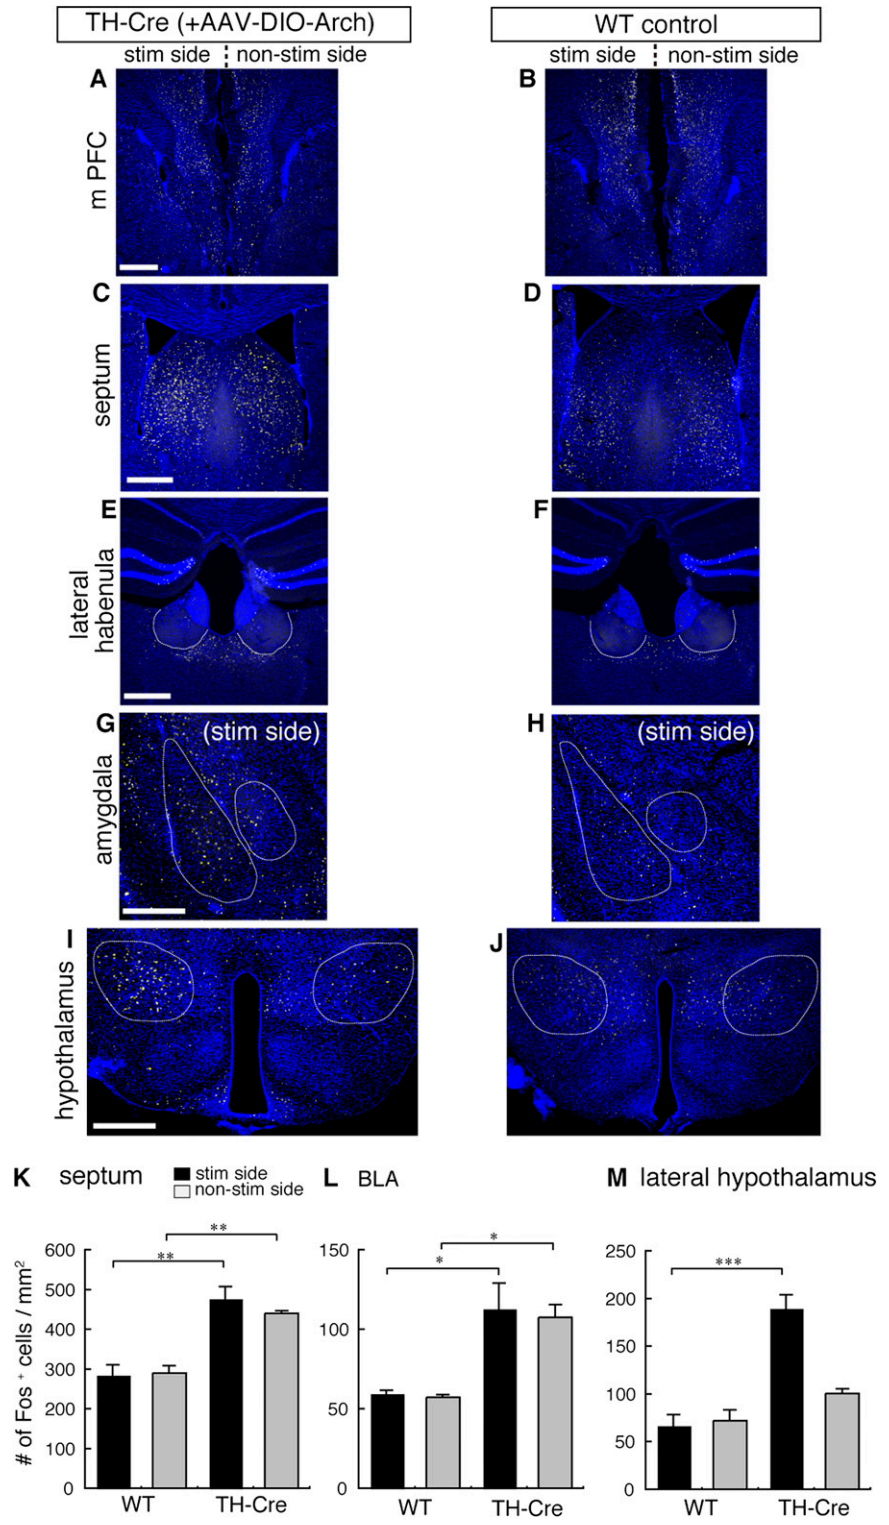 TH-Cre (+AAV-DIO-Arch)
WT control
stim side non-stim side
stim side non-stim side
A
B
m PFC
C
D
septum
E
F
lateral
habenula
G
(stim side)
H
(stim side)
amygdala
I
J
hypothalamus
K septum
stim side
non-stim side
L BLA
M lateral hypothalamus
# of Fos + cells / mm2
**
**
600
500
400
300
200
100
0
WT TH-Cre
*
*
150
100
50
0
WT TH-Cre
***
250
200
150
100
50
0
WT TH-Cre